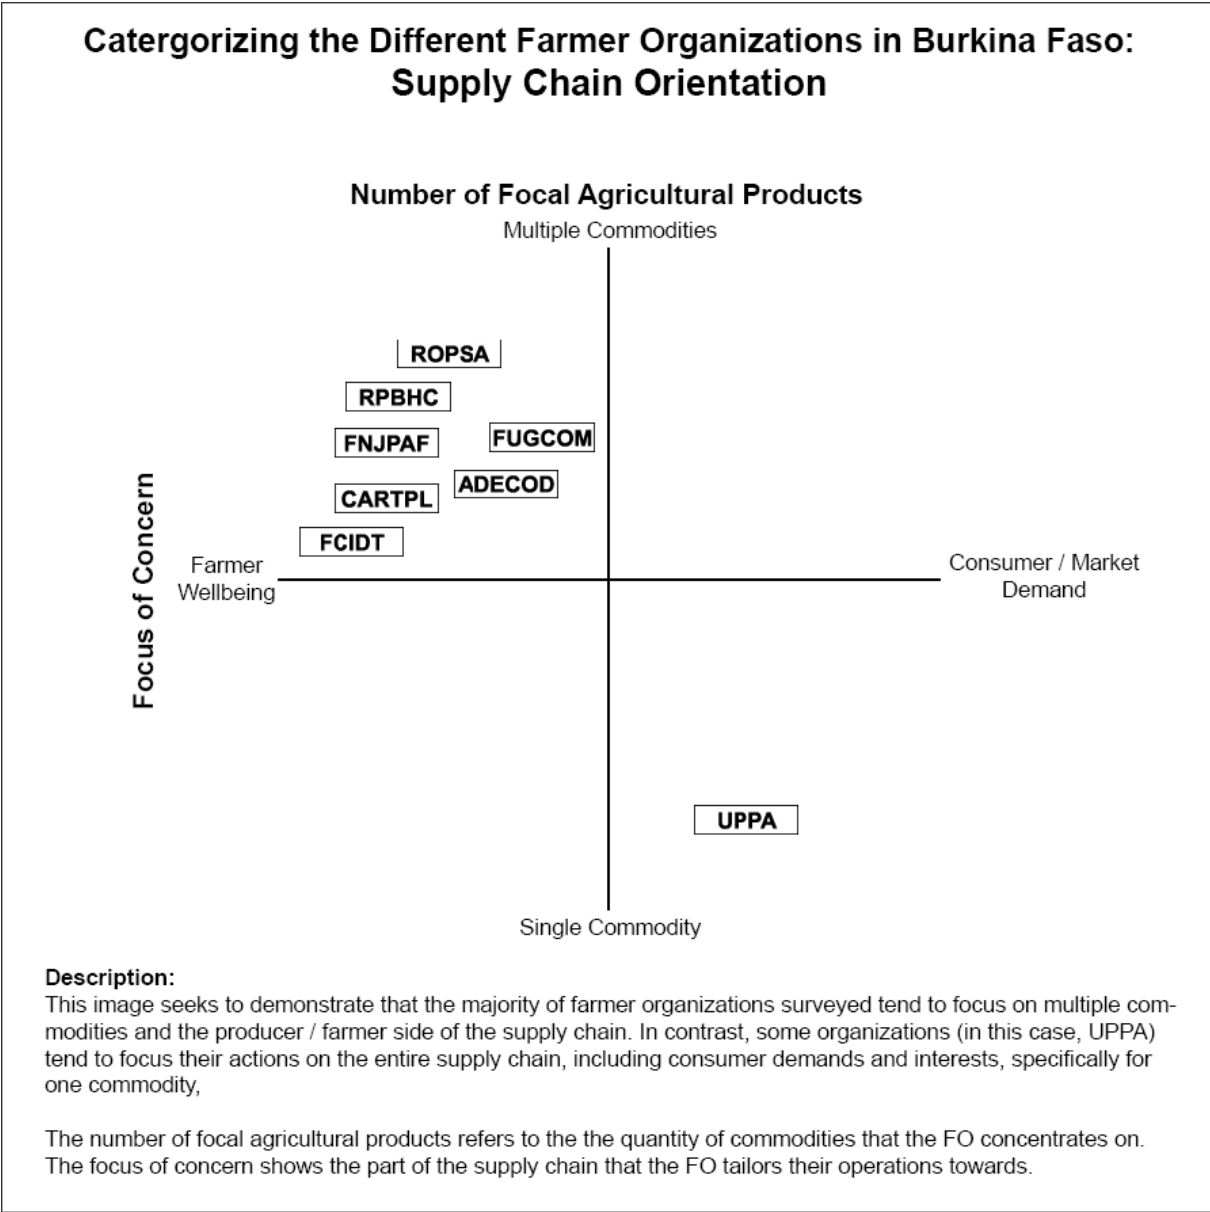 Catergorizing the Different Farmer Organizations in Burkina Faso:
Supply Chain Orientation
Number of Focal Agricultural Products
Multiple Commodities
ROPSA
RPBHC
FNJPAF
FUGCOM
ADECOD
CARTPL
FCIDT
Focus of Concern
Farmer
Wellbeing
Consumer / Market
Demand
UPPA
Single Commodity
Description:
This image seeks to demonstrate that the majority of farmer organizations surveyed tend to focus on multiple com-
modities and the producer / farmer side of the supply chain. In contrast, some organizations (in this case, UPPA)
tend to focus their actions on the entire supply chain, including consumer demands and interests, specifically for
one commodity,
The number of focal agricultural products refers to the the quantity of commodities that the FO concentrates on.
The focus of concern shows the part of the supply chain that the FO tailors their operations towards.